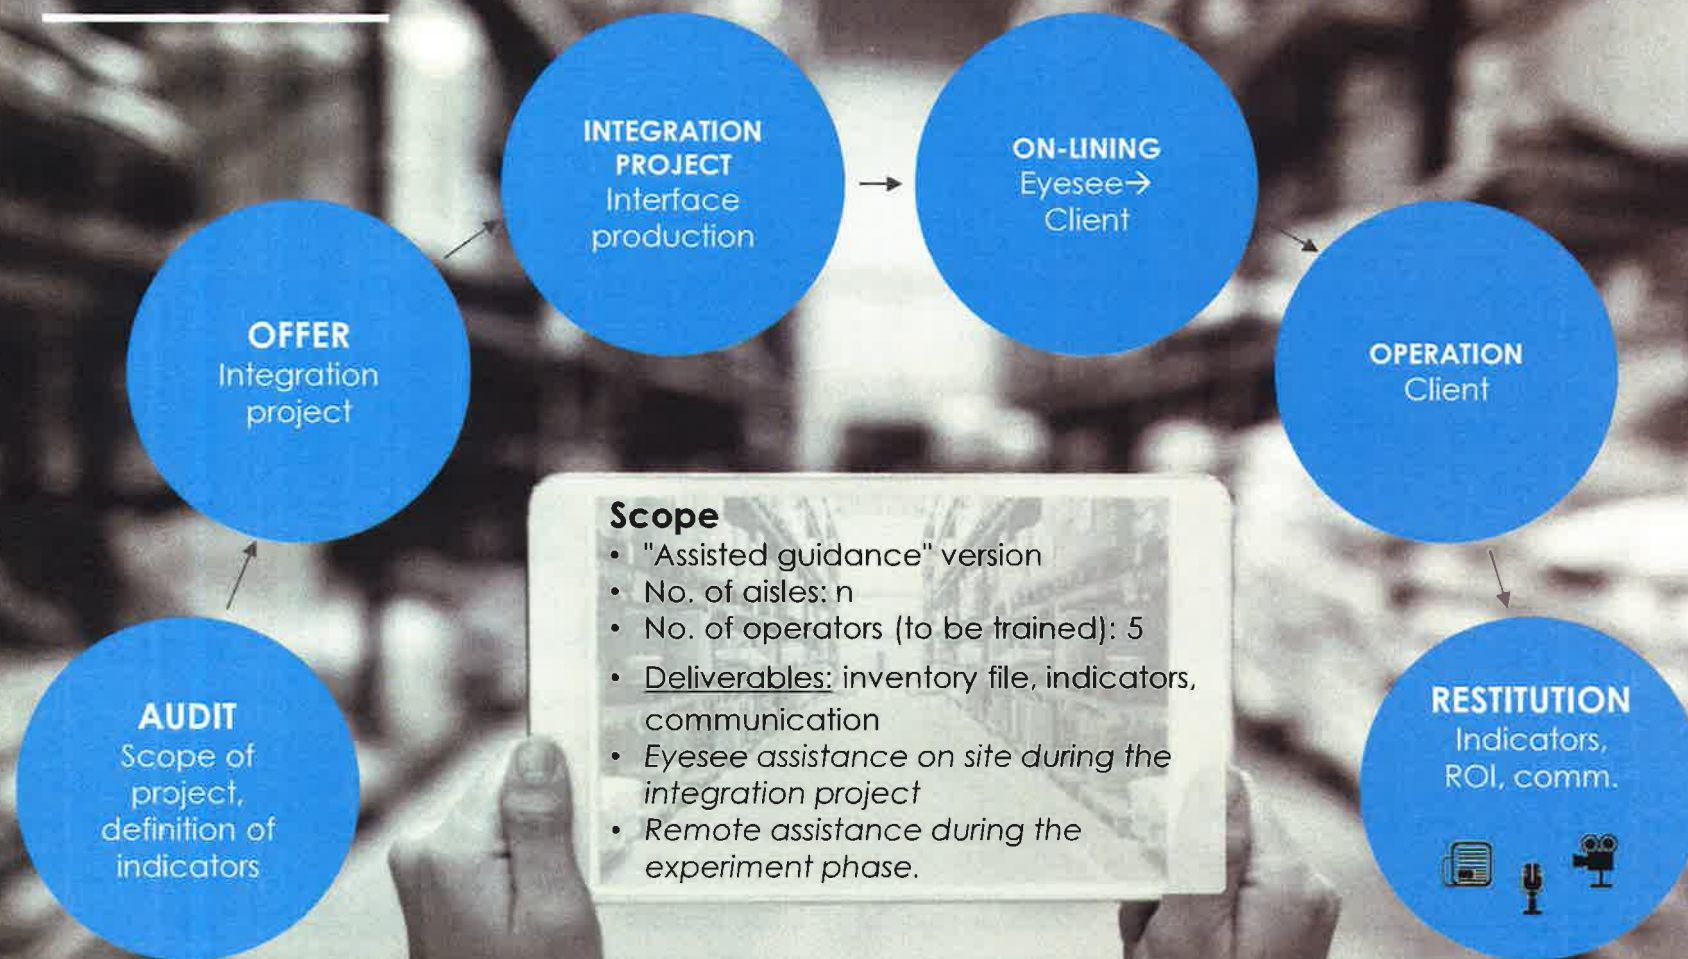 AUDIT
Scope of
project,
definition of
indicators
OFFER
Integration
project
INTEGRATION
PROJECT
Interface
production
ON-LINING
Eyesee→
Client
OPERATION
Client
RESTITUTION
Indicators,
ROI, comm.
Scope
• "Assisted guidance" version
• No. of aisles: n
• No. of operators (to be trained): 5
• Deliverables: inventory file, indicators,
communication
• Eyesee assistance on site during the
integration project
• Remote assistance during the
experiment phase.